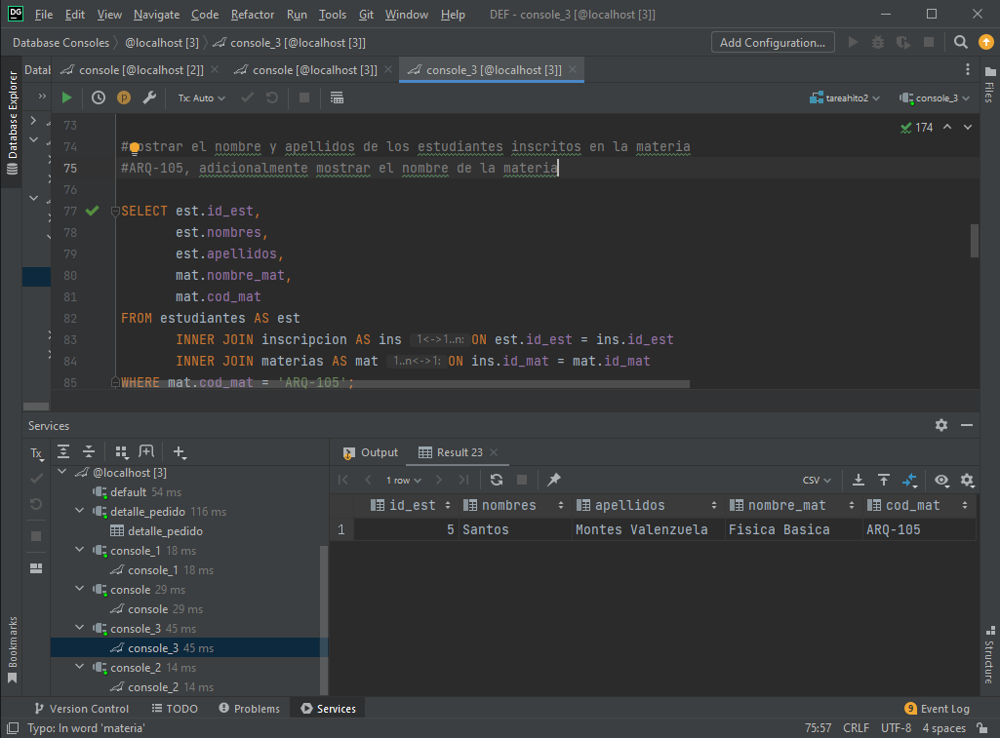 DG File Edit View Navigate Code Refactor Run Tools Git Window Help DEF - console_3 [@localhost [3]]
Database Consoles @localhost [3] console_3 [@localhost [3]] Add Configuration...
Datab console [@localhost [2]] console [@localhost [3]] console_3 [@localhost [3]]
Tx: Auto tareahito2 console_3
Database Explorer
Files
174
73
74 #mostrar el nombre y apellidos de los estudiantes inscritos en la materia
75 #ARQ-105, adicionalmente mostrar el nombre de la materia
76
77 SELECT est.id_est,
78 est.nombres,
79 est.apellidos,
80 mat.nombre_mat,
81 mat.cod_mat
82 FROM estudiantes AS est
83 INNER JOIN inscripcion AS ins 1<->1..n: ON est.id_est = ins.id_est
84 INNER JOIN materias AS mat 1..n<->1: ON ins.id_mat = mat.id_mat
85 WHERE mat.cod_mat = 'ARQ-105';
Services
Tx
@localhost [3]
default 54 ms
detalle_pedido 116 ms
detalle_pedido
console_1 18 ms
console_1 18 ms
console 29 ms
console 29 ms
console_3 45 ms
console_3 45 ms
console_2 14 ms
console_2 14 ms
Output Result 23
1 row CSV
id_est nombres apellidos nombre_mat cod_mat
1 5 Santos Montes Valenzuela Fisica Basica ARQ-105
Bookmarks
Structure
Version Control TODO Problems Services 9 Event Log
Typo: In word 'materia' 75:57 CRLF UTF-8 4 spaces